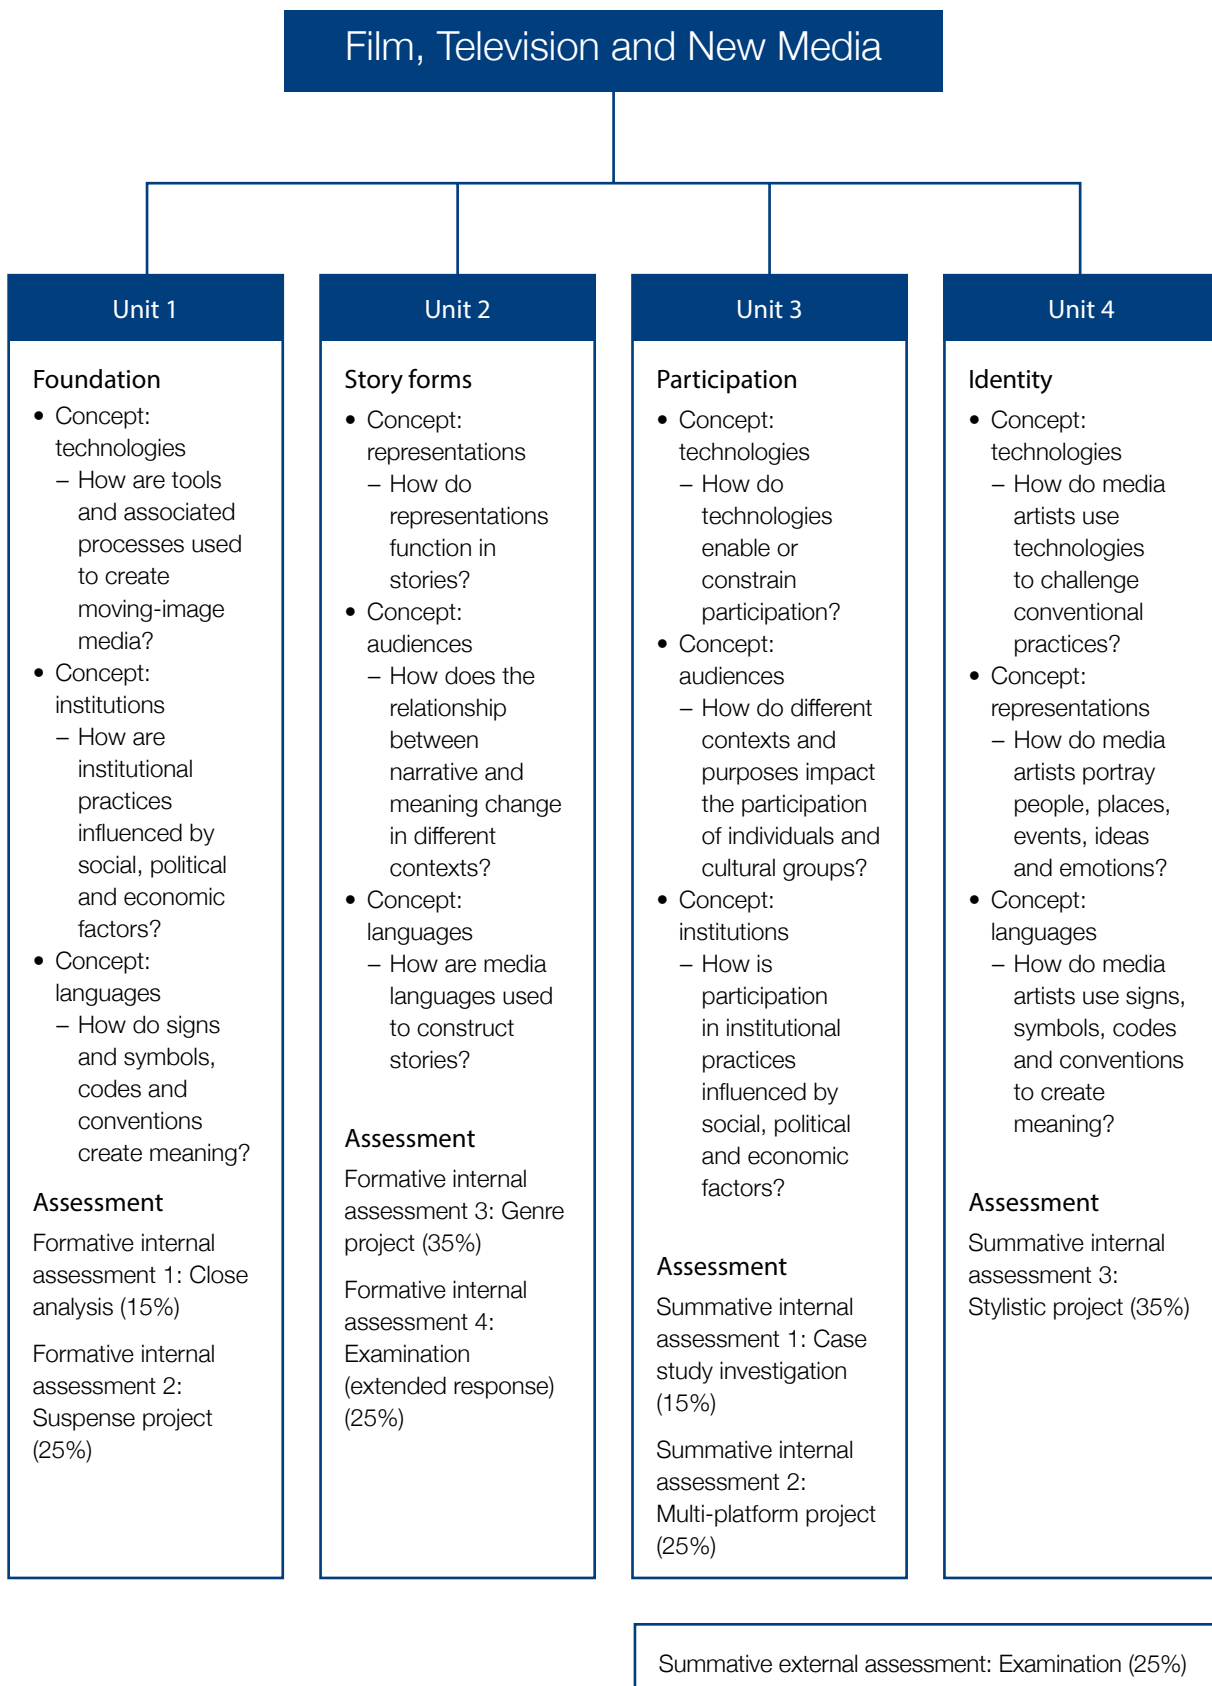 Film, Television and New Media
Unit 1
Foundation
• Concept:
technologies
– How are tools
and associated
processes used
to create
moving-image
media?
• Concept:
institutions
– How are
institutional
practices
influenced by
social, political
and economic
factors?
• Concept:
languages
– How do signs
and symbols,
codes and
conventions
create meaning?
Assessment
Formative internal
assessment 1: Close
analysis (15%)
Formative internal
assessment 2:
Suspense project
(25%)
Unit 2
Story forms
• Concept:
representations
– How do
representations
function in
stories?
• Concept:
audiences
– How does the
relationship
between
narrative and
meaning change
in different
contexts?
• Concept:
languages
– How are media
languages used
to construct
stories?
Assessment
Formative internal
assessment 3: Genre
project (35%)
Formative internal
assessment 4:
Examination
(extended response)
(25%)
Unit 3
Participation
• Concept:
technologies
– How do
technologies
enable or
constrain
participation?
• Concept:
audiences
– How do different
contexts and
purposes impact
the participation
of individuals and
cultural groups?
• Concept:
institutions
– How is
participation
in institutional
practices
influenced by
social, political
and economic
factors?
Assessment
Summative internal
assessment 1: Case
study investigation
(15%)
Summative internal
assessment 2:
Multi-platform project
(25%)
Unit 4
Identity
• Concept:
technologies
– How do media
artists use
technologies
to challenge
conventional
practices?
• Concept:
representations
– How do media
artists portray
people, places,
events, ideas
and emotions?
• Concept:
languages
– How do media
artists use signs,
symbols, codes
and conventions
to create
meaning?
Assessment
Summative internal
assessment 3:
Stylistic project (35%)
Summative external assessment: Examination (25%)